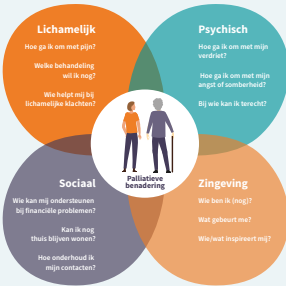 Lichamelijk
Hoe ga ik om met pijn?
Welke behandeling
wil ik nog?
Wie helpt mij bij
lichamelijke klachten?
Psychisch
Hoe ga ik om met mijn
verdriet?
Hoe ga ik om met mijn
angst of somberheid?
Bij wie kan ik terecht?
Palliatieve
benadering
Sociaal
Wie kan mij ondersteunen
bij financiële problemen?
Kan ik nog
thuis blijven wonen?
Hoe onderhoud ik
mijn contacten?
Zingeving
Wie ben ik (nog)?
Wat gebeurt me?
Wie/wat inspireert mij?